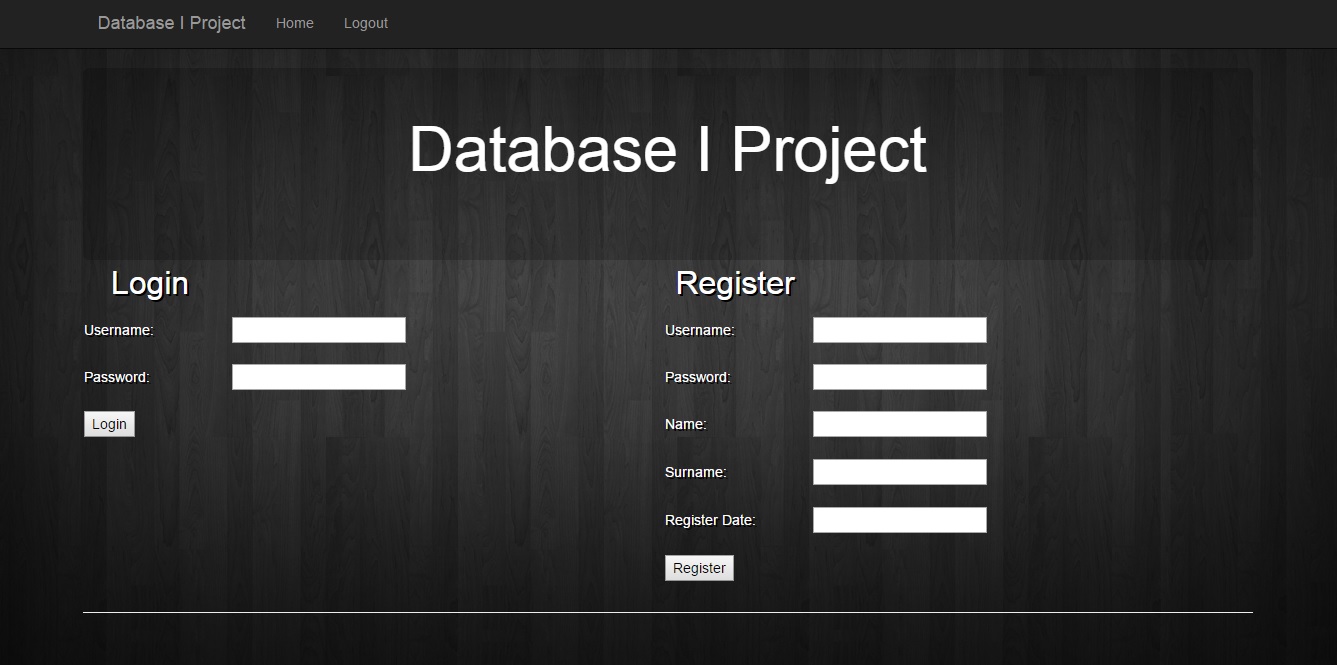 Database I Project Home Logout
Database I Project
Login
Username:
Password:
Login
Register
Username:
Password:
Name:
Surname:
Register Date:
Register